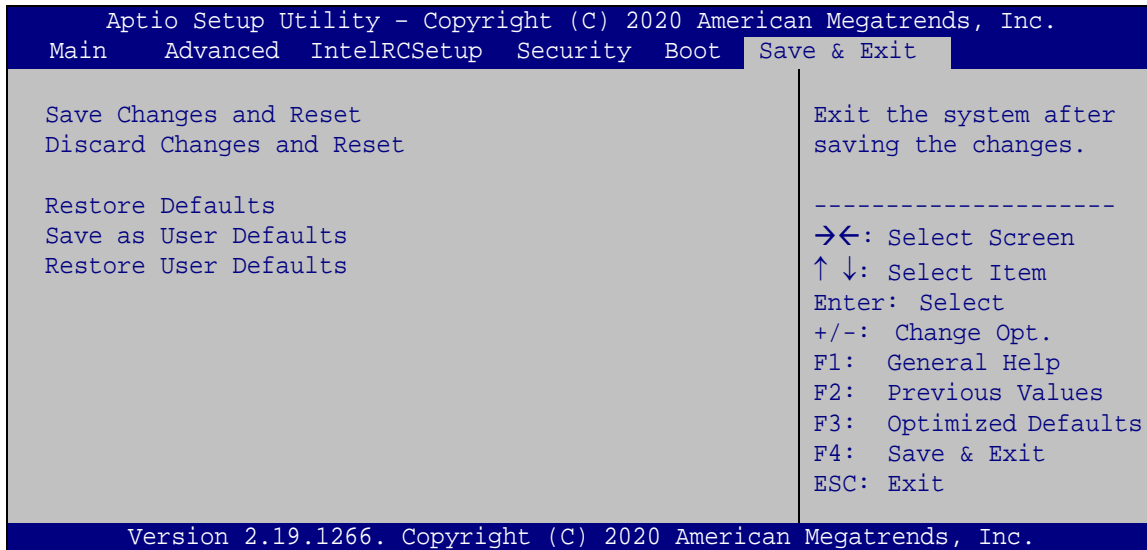 Aptio Setup Utility – Copyright (C) 2020 American Megatrends, Inc.
Main Advanced IntelRCSetup Security Boot Save & Exit
Save Changes and Reset
Discard Changes and Reset
Restore Defaults
Save as User Defaults
Restore User Defaults
Exit the system after
saving the changes.
---------------------
→←: Select Screen
↑ ↓: Select Item
Enter: Select
+/-: Change Opt.
F1: General Help
F2: Previous Values
F3: Optimized Defaults
F4: Save & Exit
ESC: Exit
Version 2.19.1266. Copyright (C) 2020 American Megatrends, Inc.